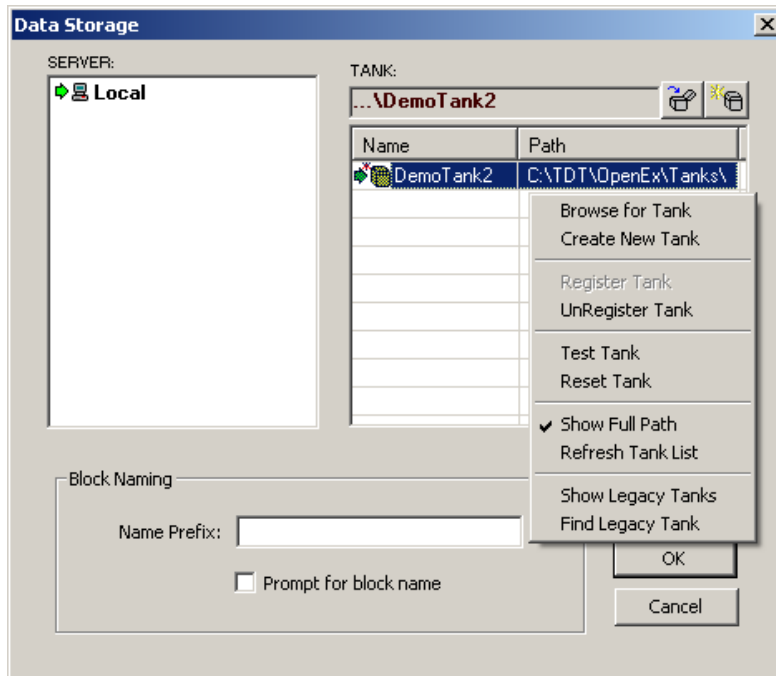 Data Storage
SERVER:
Local
TANK:
...\DemoTank2
Name Path
DemoTank2 C:\TDT\OpenEx\Tanks\
Browse for Tank
Create New Tank
Register Tank
UnRegister Tank
Test Tank
Reset Tank
Show Full Path
Refresh Tank List
Show Legacy Tanks
Find Legacy Tank
Block Naming
Name Prefix:
Prompt for block name
OK
Cancel